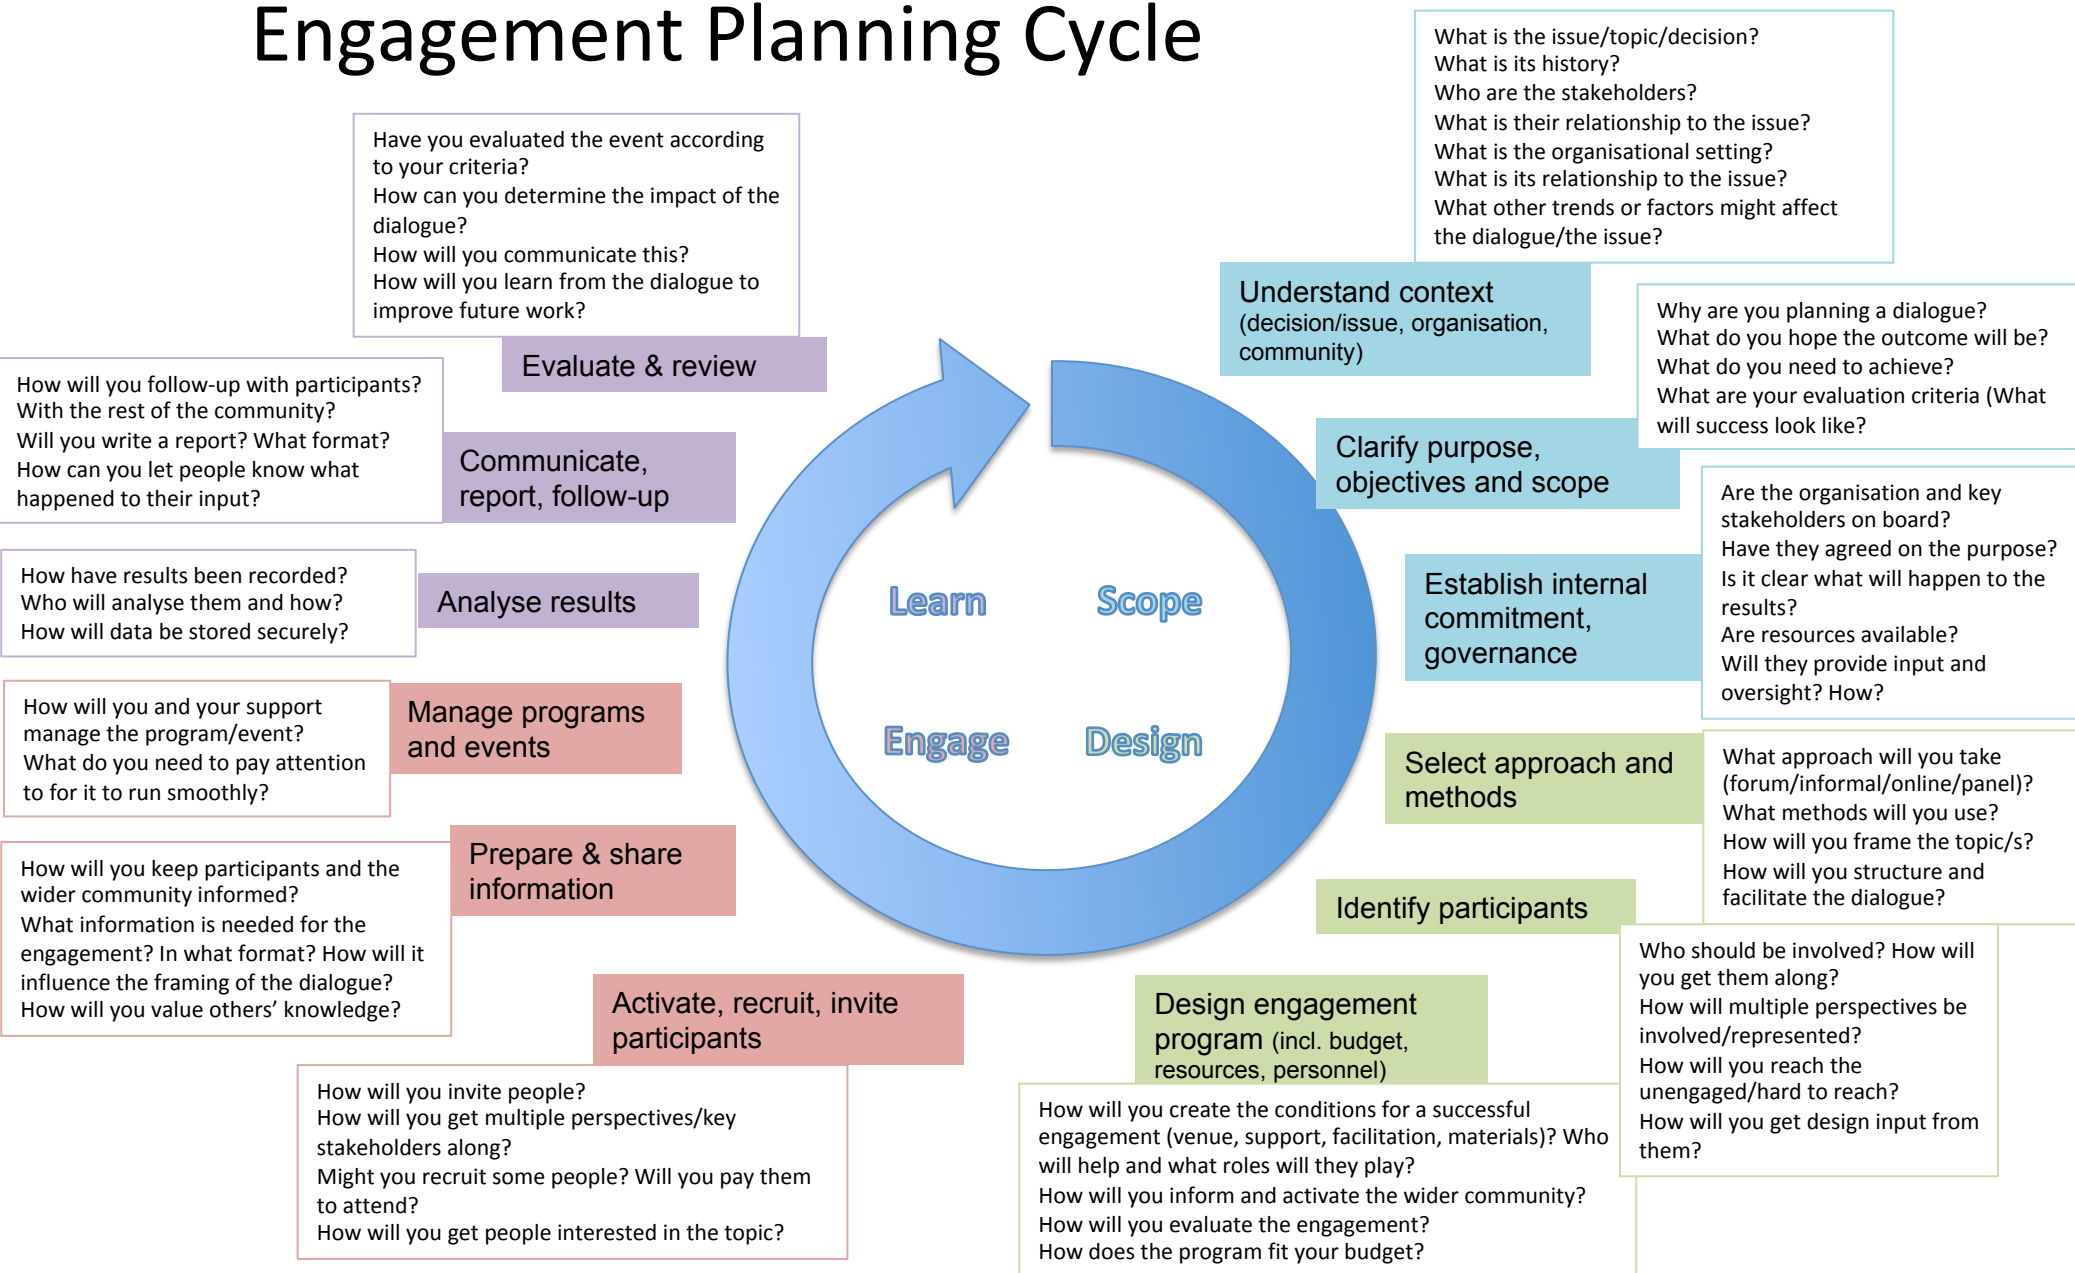 Engagement Planning Cycle
What is the issue/topic/decision?
What is its history?
Who are the stakeholders?
What is their relationship to the issue?
What is the organisational setting?
What is its relationship to the issue?
What other trends or factors might affect
the dialogue/the issue?
Understand context
(decision/issue, organisation,
community)
Why are you planning a dialogue?
What do you hope the outcome will be?
What do you need to achieve?
What are your evaluation criteria (What
will success look like?
Clarify purpose,
objectives and scope
Are the organisation and key
stakeholders on board?
Have they agreed on the purpose?
Is it clear what will happen to the
results?
Are resources available?
Will they provide input and
oversight? How?
Establish internal
commitment,
governance
What approach will you take
(forum/informal/online/panel)?
What methods will you use?
How will you frame the topic/s?
How will you structure and
facilitate the dialogue?
Select approach and
methods
Identify participants
Who should be involved? How will
you get them along?
How will multiple perspectives be
involved/represented?
How will you reach the
unengaged/hard to reach?
How will you get design input from
them?
Design engagement
program (incl. budget,
resources, personnel)
How will you create the conditions for a successful
engagement (venue, support, facilitation, materials)? Who
will help and what roles will they play?
How will you inform and activate the wider community?
How will you evaluate the engagement?
How does the program fit your budget?
Activate, recruit, invite
participants
How will you invite people?
How will you get multiple perspectives/key
stakeholders along?
Might you recruit some people? Will you pay them
to attend?
How will you get people interested in the topic?
Prepare & share
information
How will you keep participants and the
wider community informed?
What information is needed for the
engagement? In what format? How will it
influence the framing of the dialogue?
How will you value others’ knowledge?
Manage programs
and events
How will you and your support
manage the program/event?
What do you need to pay attention
to for it to run smoothly?
Analyse results
How have results been recorded?
Who will analyse them and how?
How will data be stored securely?
Communicate,
report, follow-up
How will you follow-up with participants?
With the rest of the community?
Will you write a report? What format?
How can you let people know what
happened to their input?
Evaluate & review
Have you evaluated the event according
to your criteria?
How can you determine the impact of the
dialogue?
How will you communicate this?
How will you learn from the dialogue to
improve future work?
Learn
Scope
Engage
Design